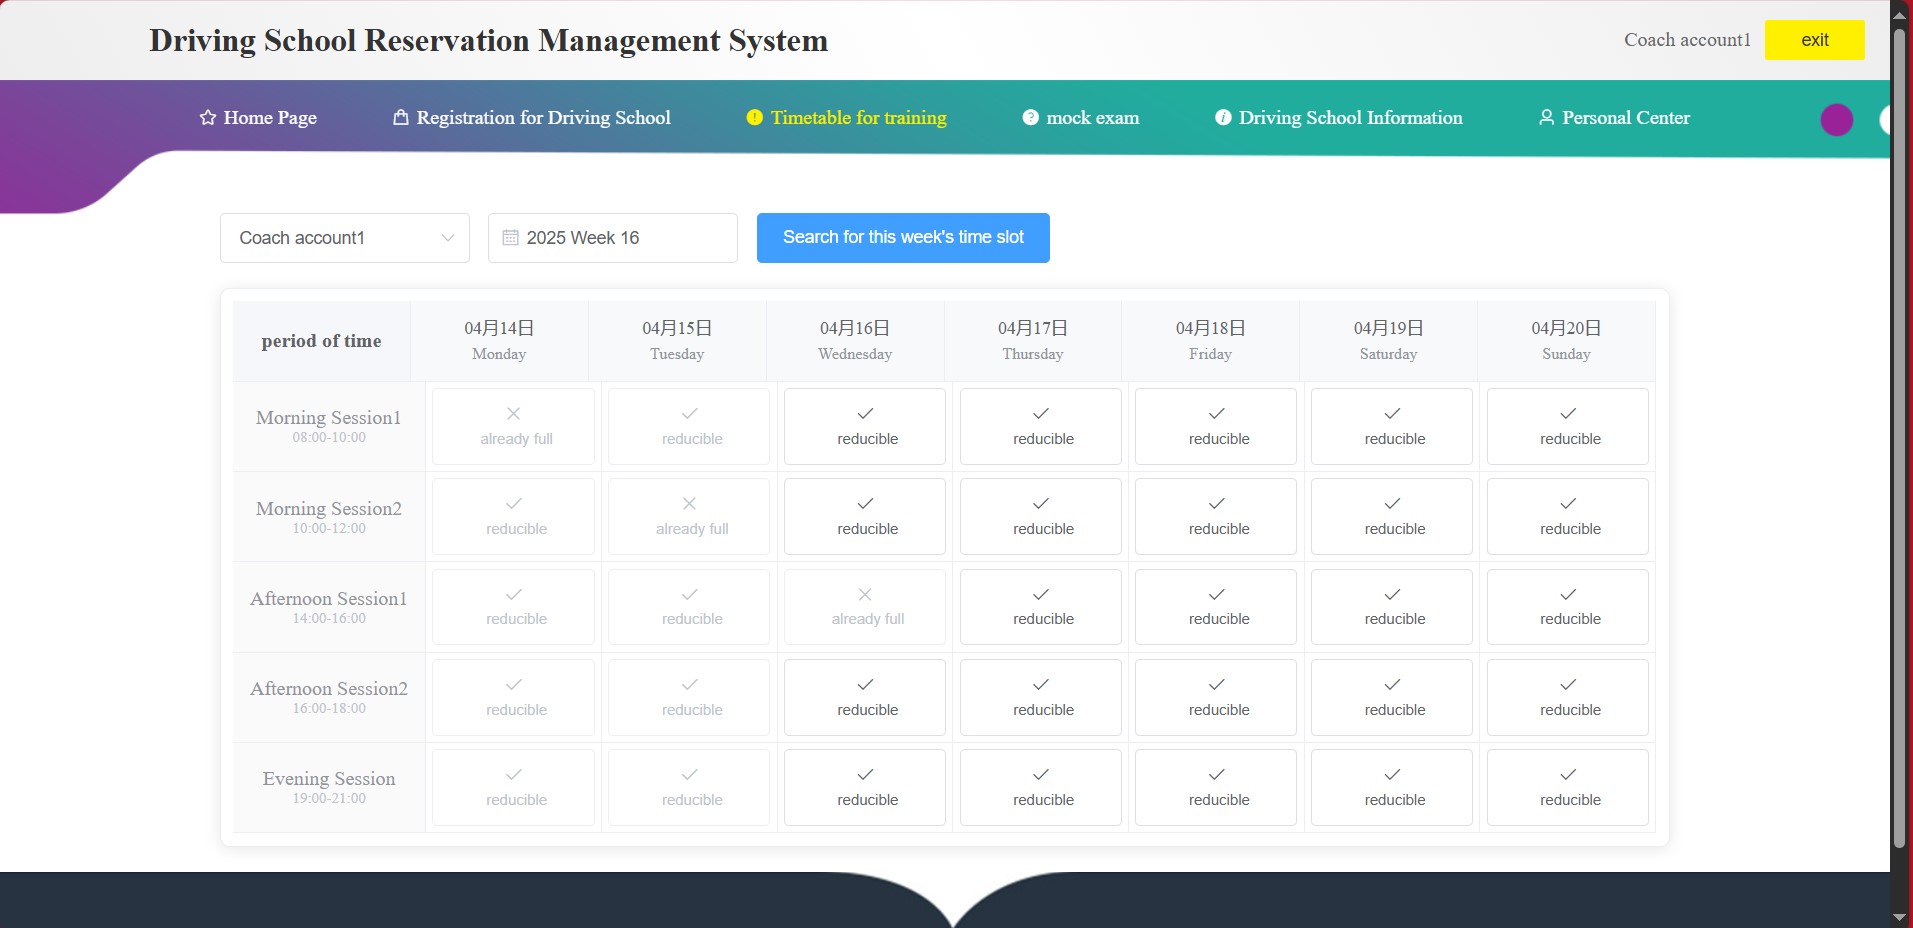 Driving School Reservation Management System
Coach account1
exit
Home Page
Registration for Driving School
Timetable for training
mock exam
Driving School Information
Personal Center
Coach account1
2025 Week 16
Search for this week's time slot
period of time
04月14日
Monday
04月15日
Tuesday
04月16日
Wednesday
04月17日
Thursday
04月18日
Friday
04月19日
Saturday
04月20日
Sunday
Morning Session1
08:00-10:00
already full
reducible
reducible
reducible
reducible
reducible
reducible
Morning Session2
10:00-12:00
reducible
already full
reducible
reducible
reducible
reducible
reducible
Afternoon Session1
14:00-16:00
reducible
reducible
already full
reducible
reducible
reducible
reducible
Afternoon Session2
16:00-18:00
reducible
reducible
reducible
reducible
reducible
reducible
reducible
Evening Session
19:00-21:00
reducible
reducible
reducible
reducible
reducible
reducible
reducible